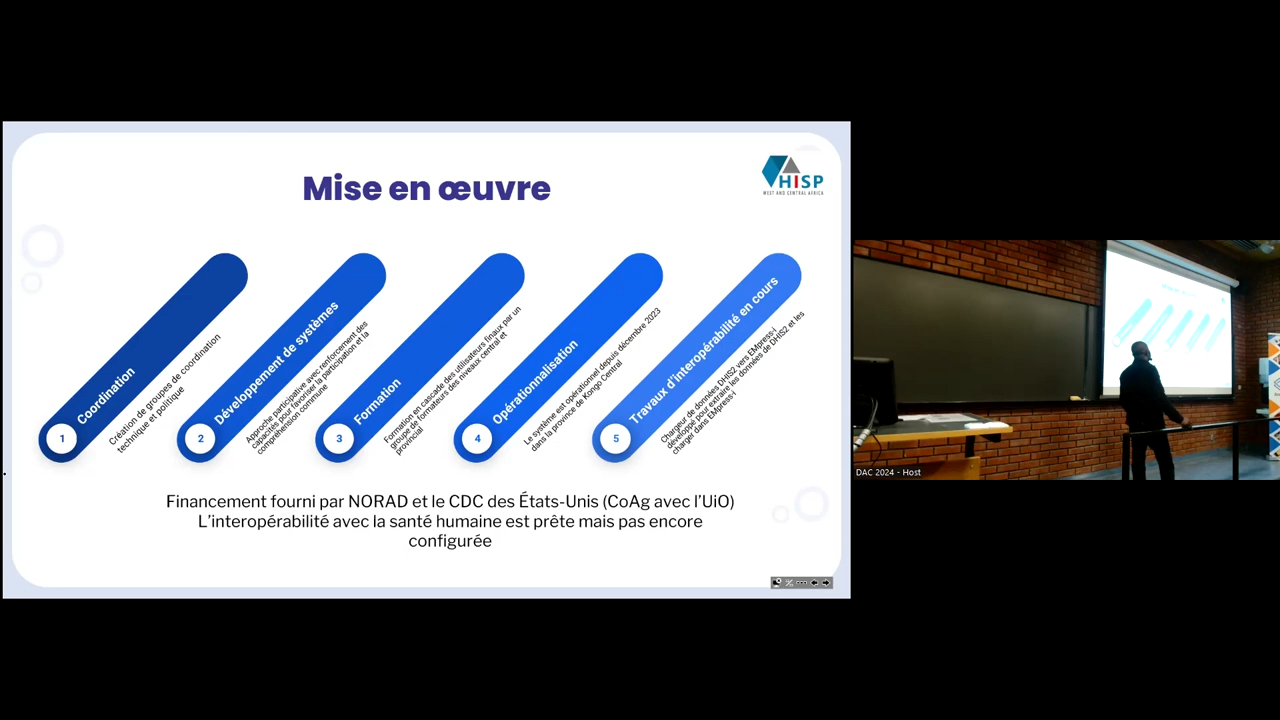 Mise en œuvre
HISP
WEST AND CENTRAL AFRICA
1
Coordination
Création de groupes de coordination
technique et politique
2
Développement de systèmes
Approche participative avec renforcement des
capacités pour favoriser la participation et la
compréhension commune
3
Formation
Formation en cascade des utilisateurs finaux par un
groupe de formateurs des niveaux central et
provincial
4
Opérationnalisation
Le système est opérationnel depuis décembre 2023
dans la province de Kongo Central
5
Travaux d'interopérabilité en cours
Chargeur de données DHIS2 vers EMpress-i
développé pour extraire les données de DHIS2 et les
charger dans EMpress-i
Financement fourni par NORAD et le CDC des États-Unis (CoAg avec l'UiO)
L'interopérabilité avec la santé humaine est prête mais pas encore
configurée
DAC 2024 - Host